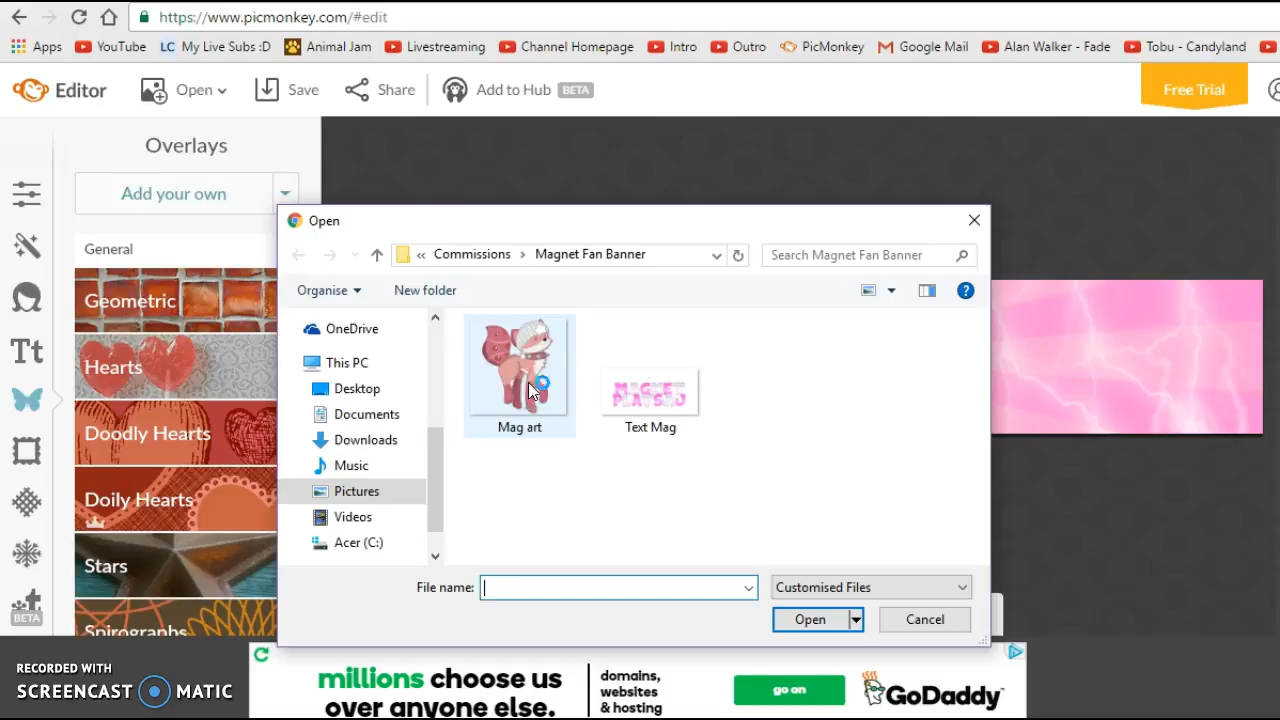 https://www.picmonkey.com/#edit
Apps YouTube LC My Live Subs :D Animal Jam Livestreaming Channel Homepage Intro Outro PicMonkey Google Mail Alan Walker - Fade Tobu - Candyland
Editor Open Save Share Add to Hub BETA Free Trial
Overlays
Add your own
General
Geometric
Hearts
Doodly Hearts
Doily Hearts
Stars
Spirographs
Tt
BETA
Open
« Commissions › Magnet Fan Banner
Search Magnet Fan Banner
Organise New folder
OneDrive
This PC
Desktop
Documents
Downloads
Music
Pictures
Videos
Acer (C:)
MAGNET
PLAYS AJ
Mag art Text Mag
File name: Customised Files
Open Cancel
RECORDED WITH
SCREENCAST MATIC
millions choose us
over anyone else.
domains,
websites
& hosting
go on
GoDaddy